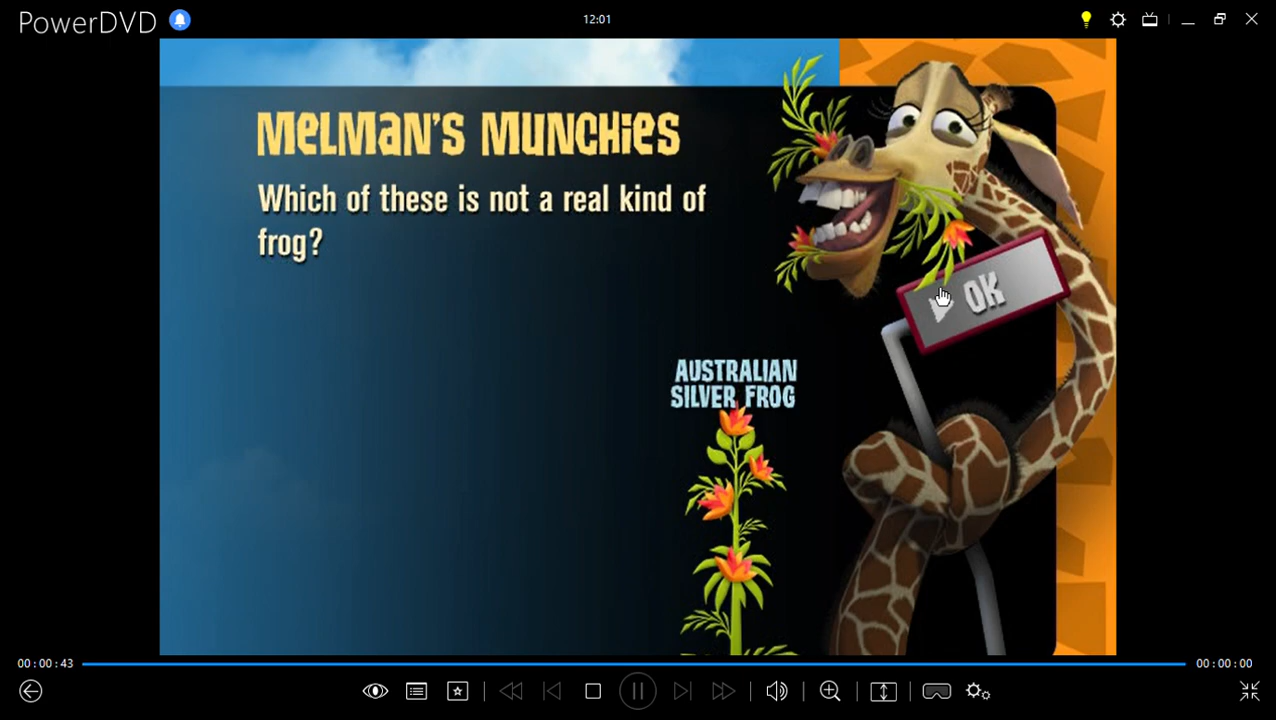 PowerDVD
12:01
MELMAN'S MUNCHIES
Which of these is not a real kind of
frog?
OK
AUSTRALIAN
SILVER FROG
00:00:43
00:00:00